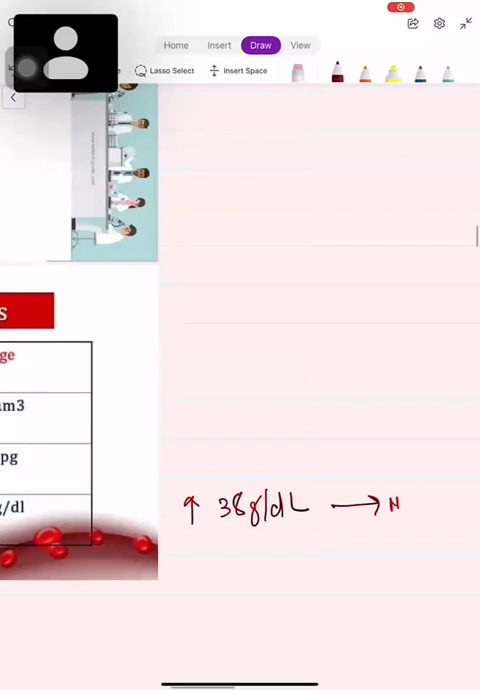 Home Insert Draw View
Lasso Select Insert Space
S
ge
m3
pg
g/dl
↑ 38g/dL → N